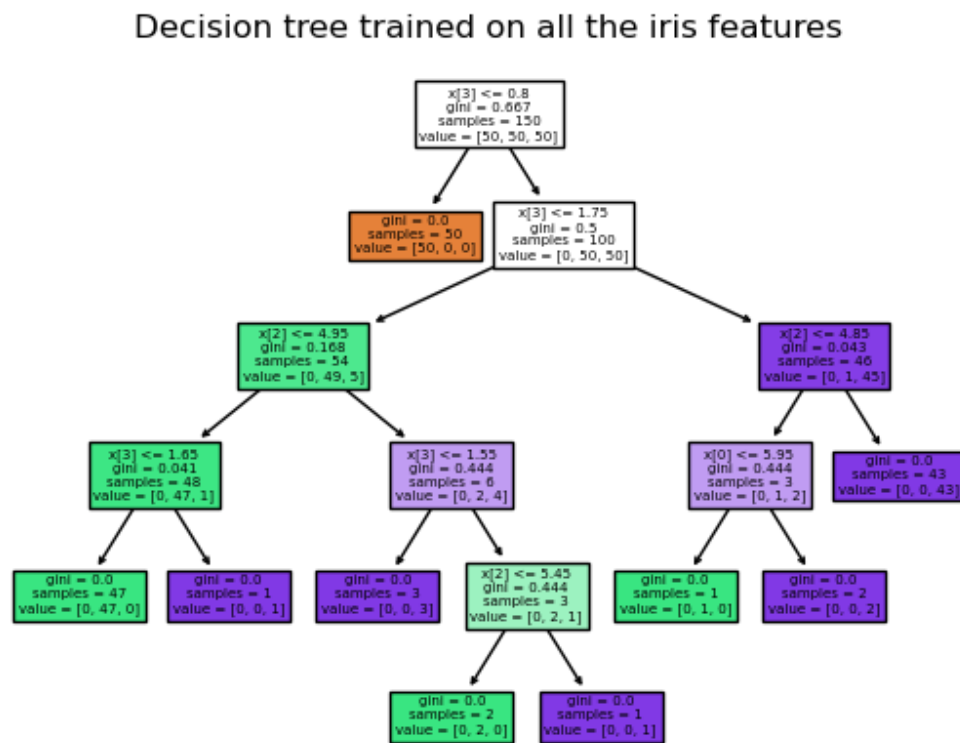 Decision tree trained on all the iris features
x[3] <= 0.8
gini = 0.667
samples = 150
value = [50, 50, 50]
gini = 0.0
samples = 50
value = [50, 0, 0]
x[3] <= 1.75
gini = 0.5
samples = 100
value = [0, 50, 50]
x[2] <= 4.95
gini = 0.168
samples = 54
value = [0, 49, 5]
x[2] <= 4.85
gini = 0.043
samples = 46
value = [0, 1, 45]
x[3] <= 1.65
gini = 0.041
samples = 48
value = [0, 47, 1]
x[3] <= 1.55
gini = 0.444
samples = 6
value = [0, 2, 4]
x[0] <= 5.95
gini = 0.444
samples = 3
value = [0, 1, 2]
gini = 0.0
samples = 43
value = [0, 0, 43]
gini = 0.0
samples = 47
value = [0, 47, 0]
gini = 0.0
samples = 1
value = [0, 0, 1]
gini = 0.0
samples = 3
value = [0, 0, 3]
x[2] <= 5.45
gini = 0.444
samples = 3
value = [0, 2, 1]
gini = 0.0
samples = 1
value = [0, 1, 0]
gini = 0.0
samples = 2
value = [0, 0, 2]
gini = 0.0
samples = 2
value = [0, 2, 0]
gini = 0.0
samples = 1
value = [0, 0, 1]